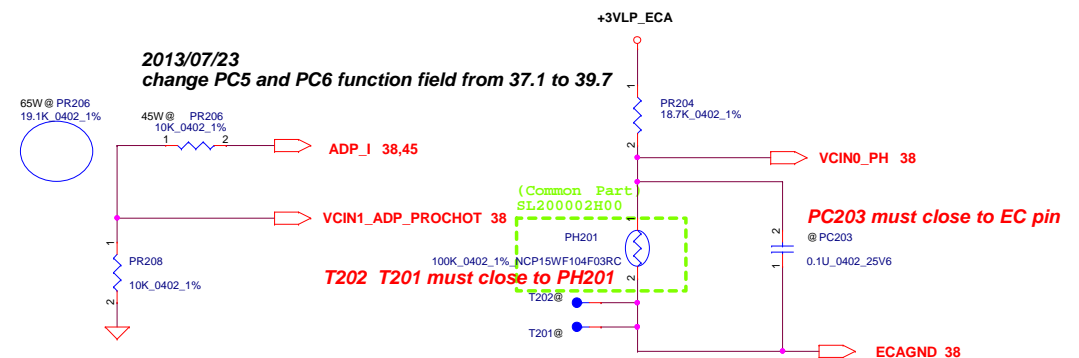 +3VLP_ECA
2013/07/23
change PC5 and PC6 function field from 37.1 to 39.7
65W@ PR206
19.1K_0402_1%
45W@ PR206
10K_0402_1%
1 2
ADP_I 38,45
1
PR204
18.7K_0402_1%
2
VCIN0_PH 38
VCIN1_ADP_PROCHOT 38
(Common Part)
SL200002H00
1
PH201
100K_0402_1%_NCP15WF104F03RC
2
T202 T201 must close to PH201
PC203 must close to EC pin
2
@ PC203
0.1U_0402_25V6
1
1
PR208
10K_0402_1%
2
T202@
T201@
ECAGND 38